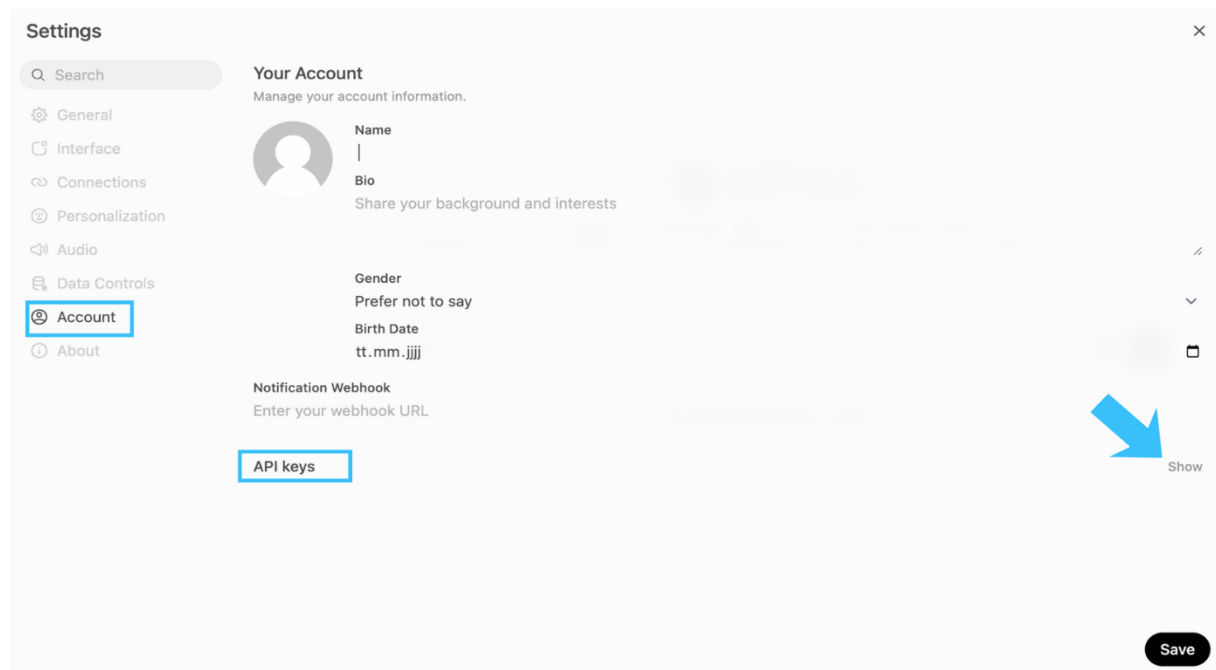 Settings
Search
General
Interface
Connections
Personalization
Audio
Data Controls
Account
About
Your Account
Manage your account information.
Name
Bio
Share your background and interests
Gender
Prefer not to say
Birth Date
tt.mm.jjjj
Notification Webhook
Enter your webhook URL
API keys
Show
Save